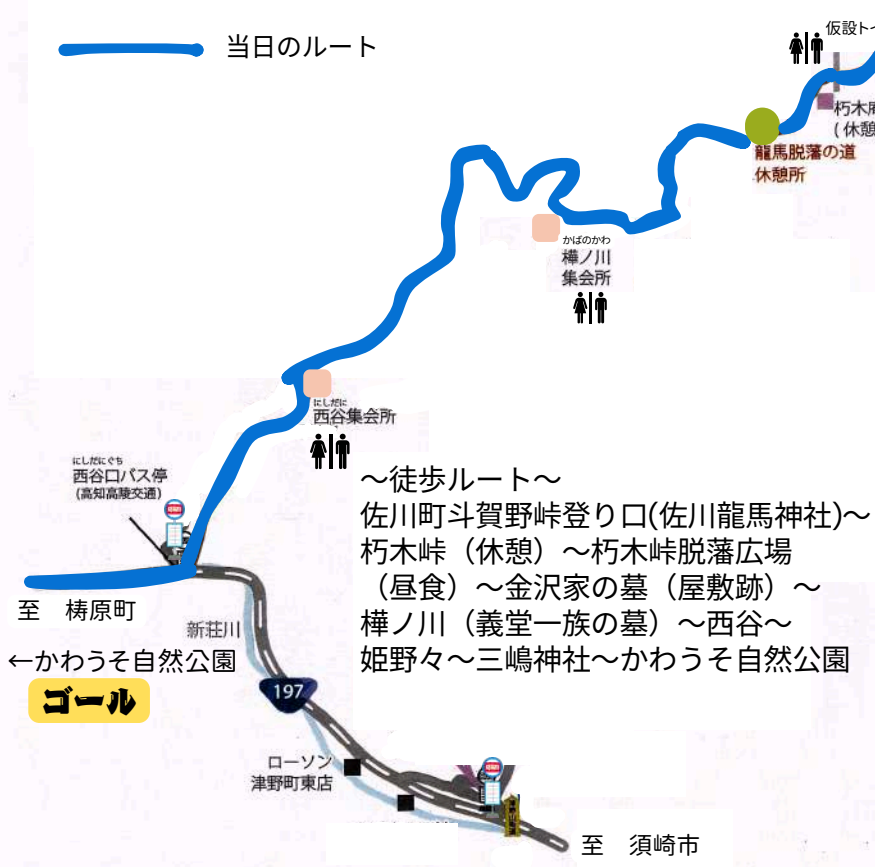 当日のルート
仮設ト
朽木
(休憩
龍馬脱藩の道
休憩所
かばのかわ
樺ノ川
集会所
にしだに
西谷集会所
にしだにぐち
西谷口バス停
(高知高陵交通)
～徒歩ルート～
佐川町斗賀野峠登り口(佐川龍馬神社)～
朽木峠（休憩）～朽木峠脱藩広場
（昼食）～金沢家の墓（屋敷跡）～
樺ノ川（義堂一族の墓）～西谷～
姫野々～三嶋神社～かわうそ自然公園
至 梼原町
新荘川
←かわうそ自然公園
ゴール
197
ローソン
津野町東店
至 須崎市